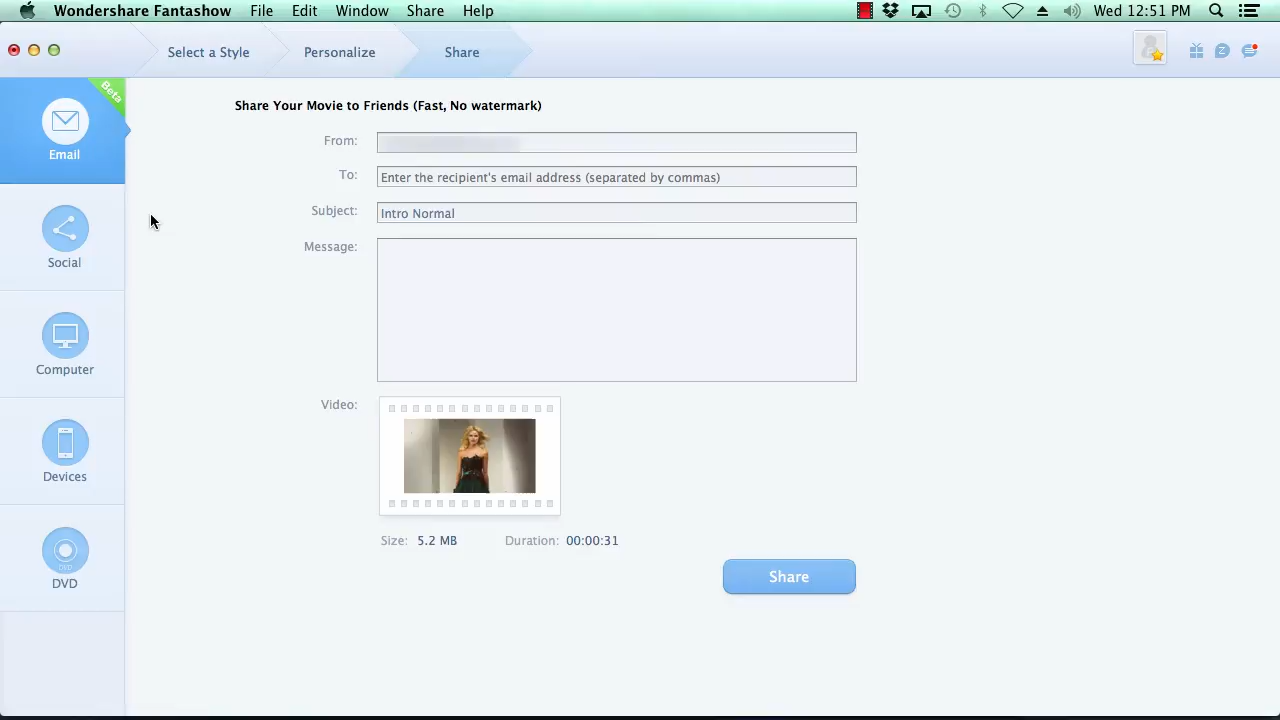 Wondershare Fantashow File Edit Window Share Help Wed 12:51 PM
Select a Style Personalize Share
Beta
Email
Social
Computer
Devices
DVD
DVD
Share Your Movie to Friends (Fast, No watermark)
From:
To: Enter the recipient's email address (separated by commas)
Subject: Intro Normal
Message:
Video:
Size: 5.2 MB Duration: 00:00:31
Share